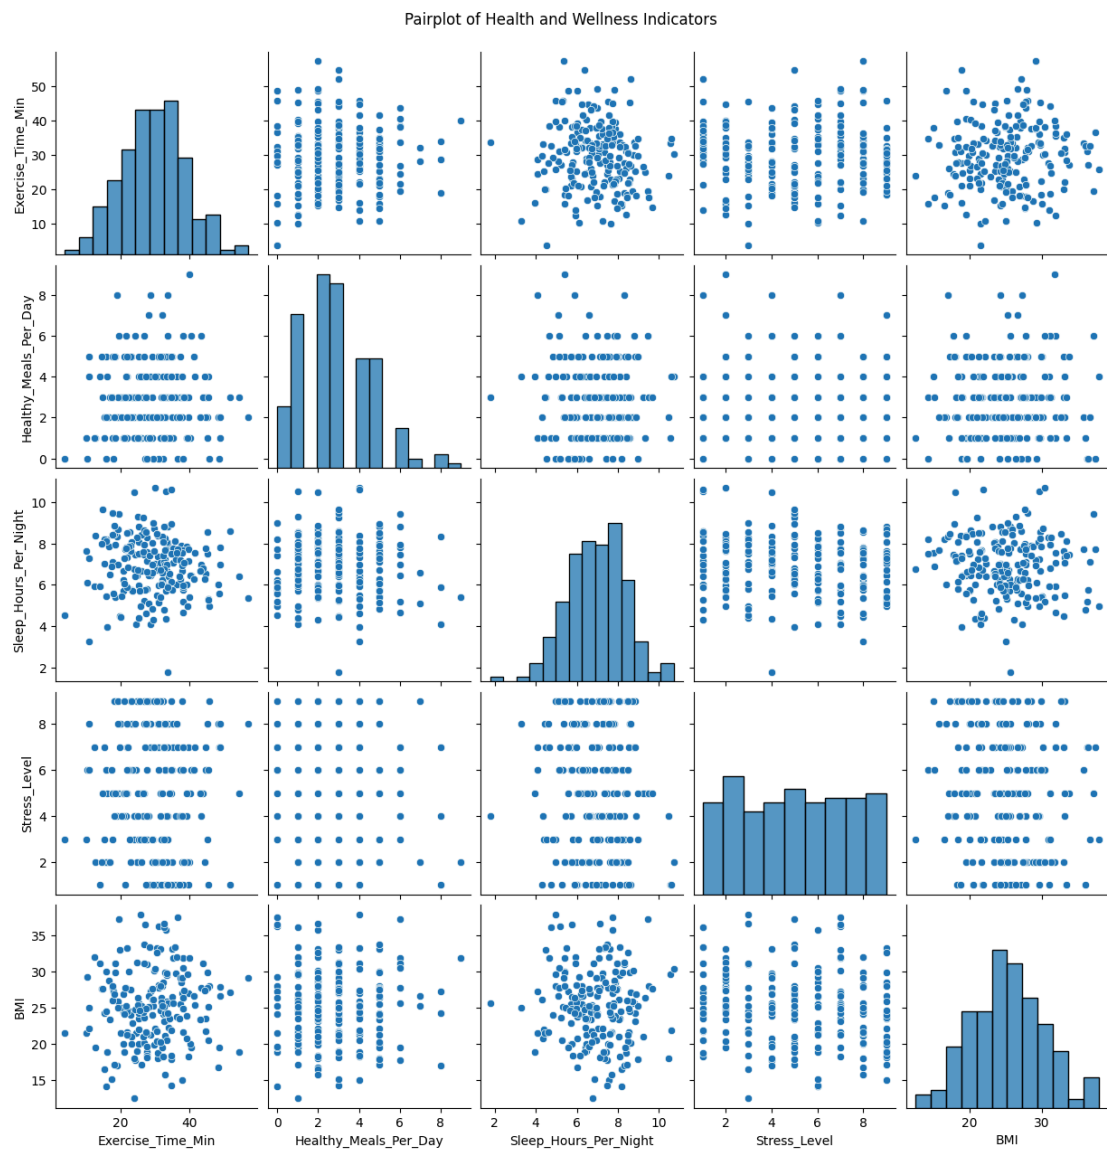 Pairplot of Health and Wellness Indicators
Exercise_Time_Min
50
40
30
20
10
Healthy_Meals_Per_Day
8
6
4
2
0
Sleep_Hours_Per_Night
10
8
6
4
2
Stress_Level
8
6
4
2
BMI
35
30
25
20
15
20 40
0 2 4 6 8
2 4 6 8 10
2 4 6 8
20 30
Exercise_Time_Min
Healthy_Meals_Per_Day
Sleep_Hours_Per_Night
Stress_Level
BMI